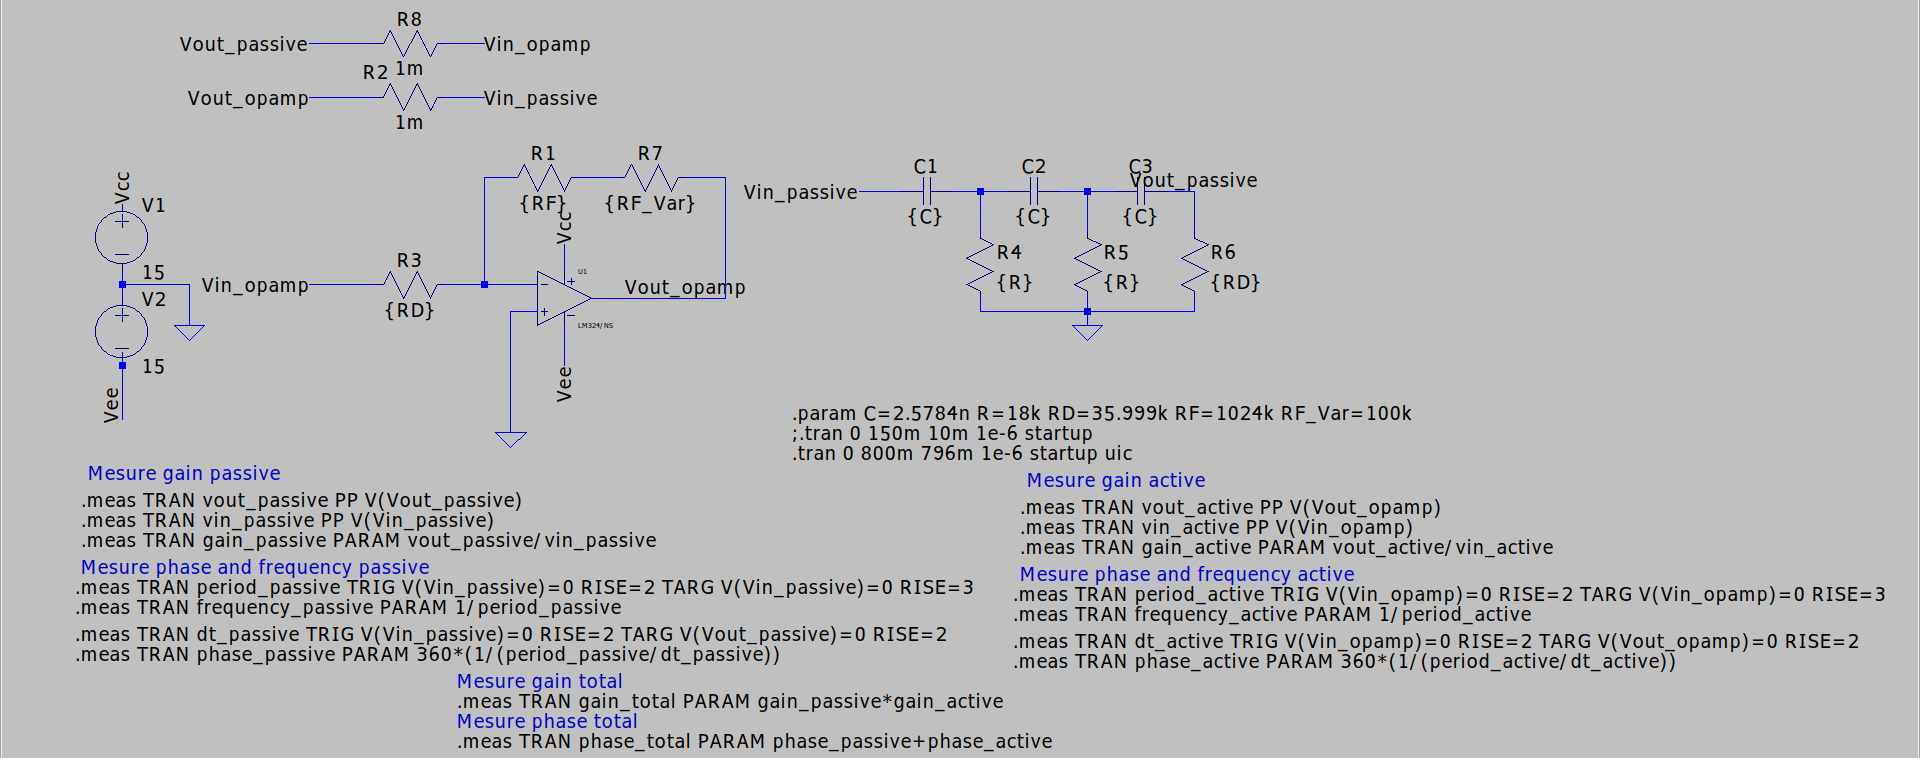 R8
Vout_passive
Vin_opamp
1m
R2
Vout_opamp
Vin_passive
1m
Vcc
V1
15
V2
15
Vee
Vin_opamp
R3
{RD}
R1
{RF}
R7
{RF_Var}
Vcc
U1
LM324/NS
Vout_opamp
Vee
Vin_passive
C1
{C}
C2
{C}
C3
{C}
Vout_passive
R4
{R}
R5
{R}
R6
{RD}
.param C=2.5784n R=18k RD=35.999k RF=1024k RF_Var=100k
;.tran 0 150m 10m 1e-6 startup
.tran 0 800m 796m 1e-6 startup uic
Mesure gain passive
.meas TRAN vout_passive PP V(Vout_passive)
.meas TRAN vin_passive PP V(Vin_passive)
.meas TRAN gain_passive PARAM vout_passive/vin_passive
Mesure phase and frequency passive
.meas TRAN period_passive TRIG V(Vin_passive)=0 RISE=2 TARG V(Vin_passive)=0 RISE=3
.meas TRAN frequency_passive PARAM 1/period_passive
.meas TRAN dt_passive TRIG V(Vin_passive)=0 RISE=2 TARG V(Vout_passive)=0 RISE=2
.meas TRAN phase_passive PARAM 360*(1/(period_passive/dt_passive))
Mesure gain active
.meas TRAN vout_active PP V(Vout_opamp)
.meas TRAN vin_active PP V(Vin_opamp)
.meas TRAN gain_active PARAM vout_active/vin_active
Mesure phase and frequency active
.meas TRAN period_active TRIG V(Vin_opamp)=0 RISE=2 TARG V(Vin_opamp)=0 RISE=3
.meas TRAN frequency_active PARAM 1/period_active
.meas TRAN dt_active TRIG V(Vin_opamp)=0 RISE=2 TARG V(Vout_opamp)=0 RISE=2
.meas TRAN phase_active PARAM 360*(1/(period_active/dt_active))
Mesure gain total
.meas TRAN gain_total PARAM gain_passive*gain_active
Mesure phase total
.meas TRAN phase_total PARAM phase_passive+phase_active